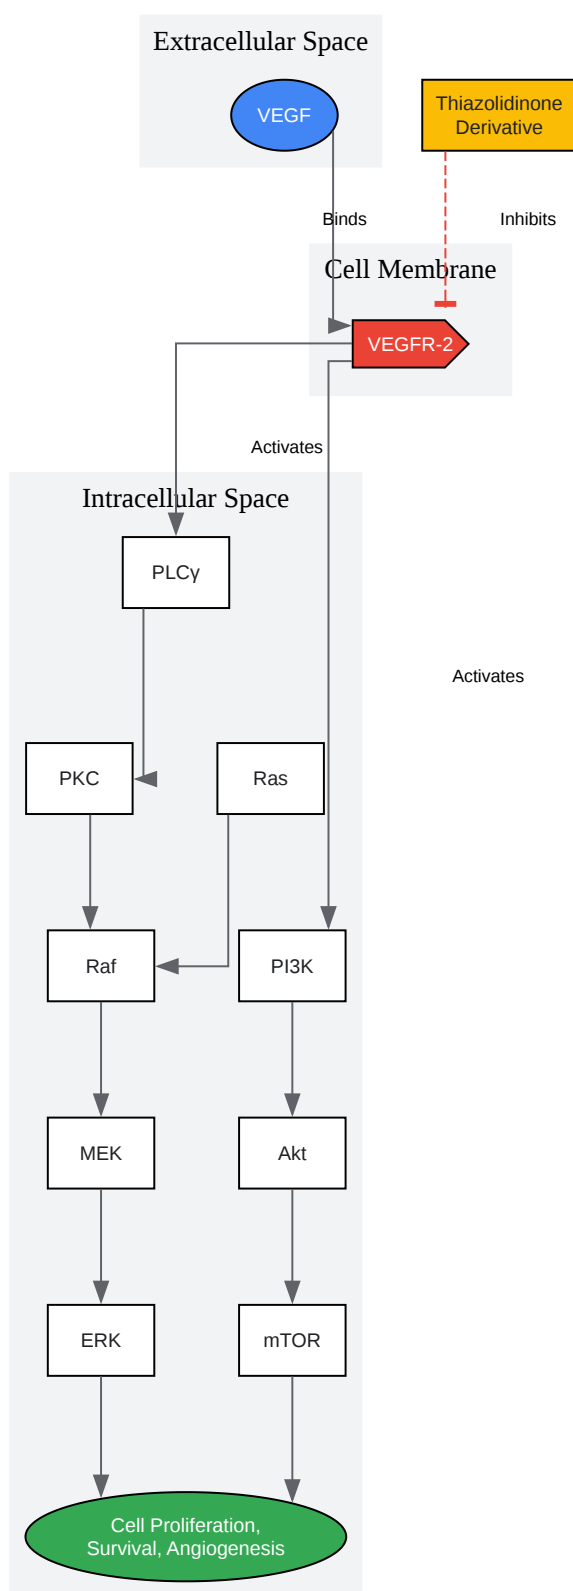 Extracellular Space
VEGF
Thiazolidinone
Derivative
Binds
Inhibits
Cell Membrane
VEGFR-2
Activates
Intracellular Space
PLCγ
Activates
PKC
Ras
Raf
PI3K
MEK
Akt
ERK
mTOR
Cell Proliferation,
Survival, Angiogenesis